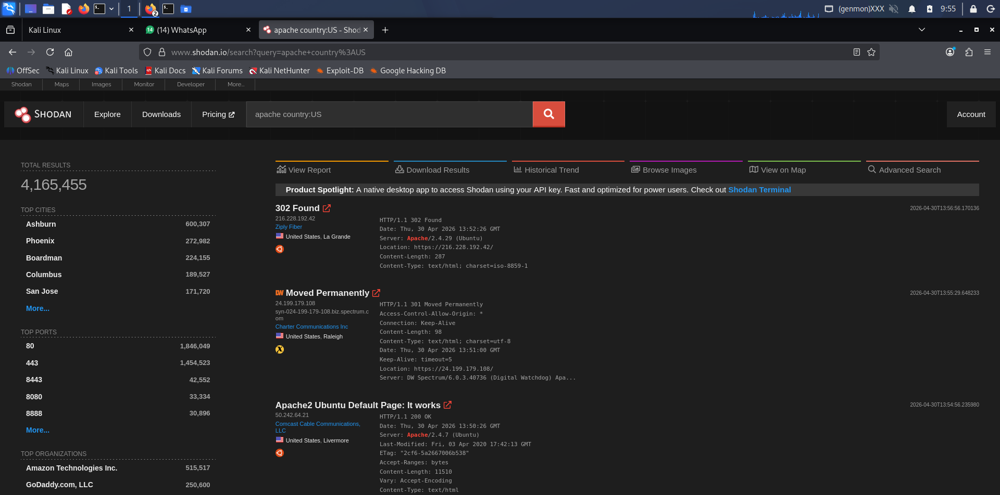 1
2
(genmon)XXX
9:55
Kali Linux
14 (14) WhatsApp
apache country:US - Shod
www.shodan.io/search?query=apache+country%3AUS
OffSec Kali Linux Kali Tools Kali Docs Kali Forums Kali NetHunter Exploit-DB Google Hacking DB
Shodan Maps Images Monitor Developer More...
SHODAN Explore Downloads Pricing apache country:US Account
TOTAL RESULTS
4,165,455
TOP CITIES
Ashburn 600,307
Phoenix 272,982
Boardman 224,155
Columbus 189,527
San Jose 171,720
More...
TOP PORTS
80 1,846,049
443 1,454,523
8443 42,552
8080 33,334
8888 30,896
More...
TOP ORGANIZATIONS
Amazon Technologies Inc. 515,517
GoDaddy.com, LLC 250,600
View Report Download Results Historical Trend Browse Images View on Map Advanced Search
Product Spotlight: A native desktop app to access Shodan using your API key. Fast and optimized for power users. Check out Shodan Terminal
302 Found
2026-04-30T13:56:56.170136
216.228.192.42
Ziply Fiber
United States, La Grande
HTTP/1.1 302 Found
Date: Thu, 30 Apr 2026 13:52:26 GMT
Server: Apache/2.4.29 (Ubuntu)
Location: https://216.228.192.42/
Content-Length: 287
Content-Type: text/html; charset=iso-8859-1
DW Moved Permanently
2026-04-30T13:55:29.648233
24.199.179.108
syn-024-199-179-108.biz.spectrum.c
om
Charter Communications Inc
United States, Raleigh
HTTP/1.1 301 Moved Permanently
Access-Control-Allow-Origin: *
Connection: Keep-Alive
Content-Length: 98
Content-Type: text/html; charset=utf-8
Date: Thu, 30 Apr 2026 13:51:00 GMT
Keep-Alive: timeout=5
Location: https://24.199.179.108/
Server: DW Spectrum/6.0.3.40736 (Digital Watchdog) Apa...
Apache2 Ubuntu Default Page: It works
2026-04-30T13:54:56.235980
50.242.64.21
Comcast Cable Communications,
LLC
United States, Livermore
HTTP/1.1 200 OK
Date: Thu, 30 Apr 2026 13:50:26 GMT
Server: Apache/2.4.7 (Ubuntu)
Last-Modified: Fri, 03 Apr 2020 17:42:13 GMT
ETag: "2cf6-5a2667006b538"
Accept-Ranges: bytes
Content-Length: 11510
Vary: Accept-Encoding
Content-Type: text/html